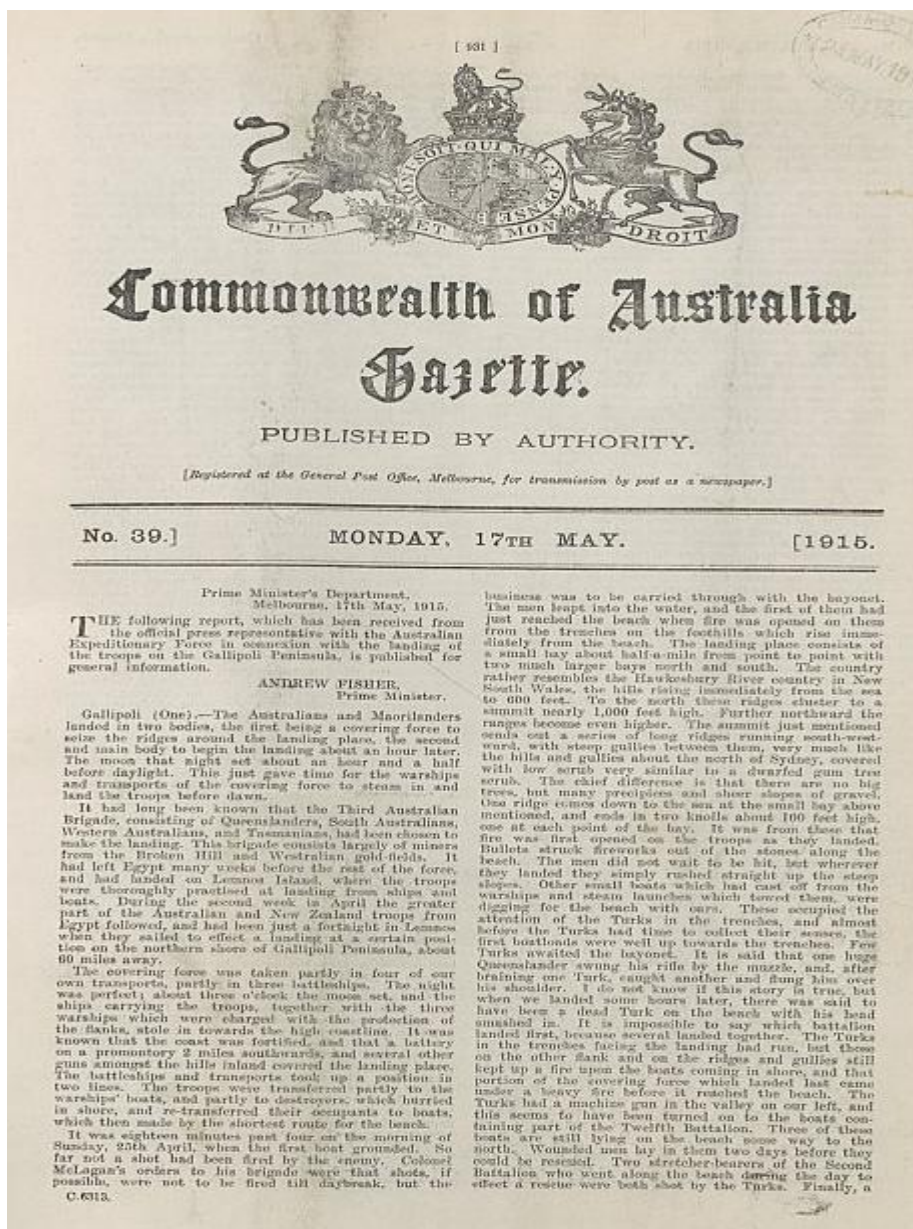 [ 931 ]
HONI·SOIT·QUI·MAL·Y·PENSE
DIEU ET MON DROIT
Commonwealth of Australia
Gazette.
PUBLISHED BY AUTHORITY.
[Registered at the General Post Office, Melbourne, for transmission by post as a newspaper.]
No. 39.] MONDAY, 17TH MAY. [1915.
Prime Minister's Department,
Melbourne, 17th May, 1915.
THE following report, which has been received from
the official press representative with the Australian
Expeditionary Force in connexion with the landing of
the troops on the Gallipoli Peninsula, is published for
general information.
ANDREW FISHER,
Prime Minister.
Gallipoli (One).—The Australians and Maorilanders
landed in two bodies, the first being a covering force to
seize the ridges around the landing place, the second
and main body to begin the landing about an hour later.
The moon that night set about an hour and a half
before daylight. This just gave time for the warships
and transports of the covering force to steam in and
land the troops before dawn.
It had long been known that the Third Australian
Brigade, consisting of Queenslanders, South Australians,
Western Australians, and Tasmanians, had been chosen to
make the landing. This brigade consists largely of miners
from the Broken Hill and Westralian gold-fields. It
had left Egypt many weeks before the rest of the force,
and had landed on Lemnos Island, where the troops
were thoroughly practised at landing from ships and
boats. During the second week in April the greater
part of the Australian and New Zealand troops from
Egypt followed, and had been just a fortnight in Lemnos
when they sailed to effect a landing at a certain posi-
tion on the northern shore of Gallipoli Peninsula, about
60 miles away.
The covering force was taken partly in four of our
own transports, partly in three battleships. The night
was perfect; about three o'clock the moon set, and the
ships carrying the troops, together with the three
warships which were charged with the protection of
the flanks, stole in towards the high coastline. It was
known that the coast was fortified, and that a battery
on a promontory 2 miles southwards, and several other
guns amongst the hills inland covered the landing place.
The battleships and transports took up a position in
two lines. The troops were transferred partly to the
warships' boats, and partly to destroyers, which hurried
in shore, and re-transferred their occupants to boats,
which then made by the shortest route for the beach.
It was eighteen minutes past four on the morning of
Sunday, 25th April, when the first boat grounded. So
far not a shot had been fired by the enemy. Colonel
McLagan's orders to his brigade were that shots, if
possible, were not to be fired till daybreak, but the
C.6313.
business was to be carried through with the bayonet.
The men leapt into the water, and the first of them had
just reached the beach when fire was opened on them
from the trenches on the foothills which rise imme-
diately from the beach. The landing place consists of
a small bay about half-a-mile from point to point with
two much larger bays north and south. The country
rather resembles the Hawkesbury River country in New
South Wales, the hills rising immediately from the sea
to 600 feet. To the north these ridges cluster to a
summit nearly 1,000 feet high. Further northward the
ranges become even higher. The summit just mentioned
sends out a series of long ridges running south-west-
ward, with steep gullies between them, very much like
the hills and gullies about the north of Sydney, covered
with low scrub very similar to a dwarfed gum tree
scrub. The chief difference is that there are no big
trees, but many precipices and sheer slopes of gravel.
One ridge comes down to the sea at the small bay above
mentioned, and ends in two knolls about 100 feet high,
one at each point of the bay. It was from these that
fire was first opened on the troops as they landed.
Bullets struck fireworks out of the stones along the
beach. The men did not wait to be hit, but wherever
they landed they simply rushed straight up the steep
slopes. Other small boats which had cast off from the
warships and steam launches which towed them, were
digging for the beach with oars. These occupied the
attention of the Turks in the trenches, and almost
before the Turks had time to collect their senses, the
first boatloads were well up towards the trenches. Few
Turks awaited the bayonet. It is said that one huge
Queenslander swung his rifle by the muzzle, and, after
braining one Turk, caught another and flung him over
his shoulder. I do not know if this story is true, but
when we landed some hours later, there was said to
have been a dead Turk on the beach with his head
smashed in. It is impossible to say which battalion
landed first, because several landed together. The Turks
in the trenches facing the landing had run, but those
on the other flank and on the ridges and gullies still
kept up a fire upon the boats coming in shore, and that
portion of the covering force which landed last came
under a heavy fire before it reached the beach. The
Turks had a machine gun in the valley on our left, and
this seems to have been turned on to the boats con-
taining part of the Twelfth Battalion. Three of these
boats are still lying on the beach some way to the
north. Wounded men lay in them two days before they
could be rescued. Two stretcher-bearers of the Second
Battalion who went along the beach during the day to
effect a rescue were both shot by the Turks. Finally, a